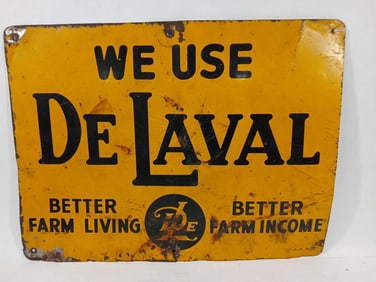 WE USE
DE LAVAL
BETTER BETTER
FARM LIVING FARM INCOME